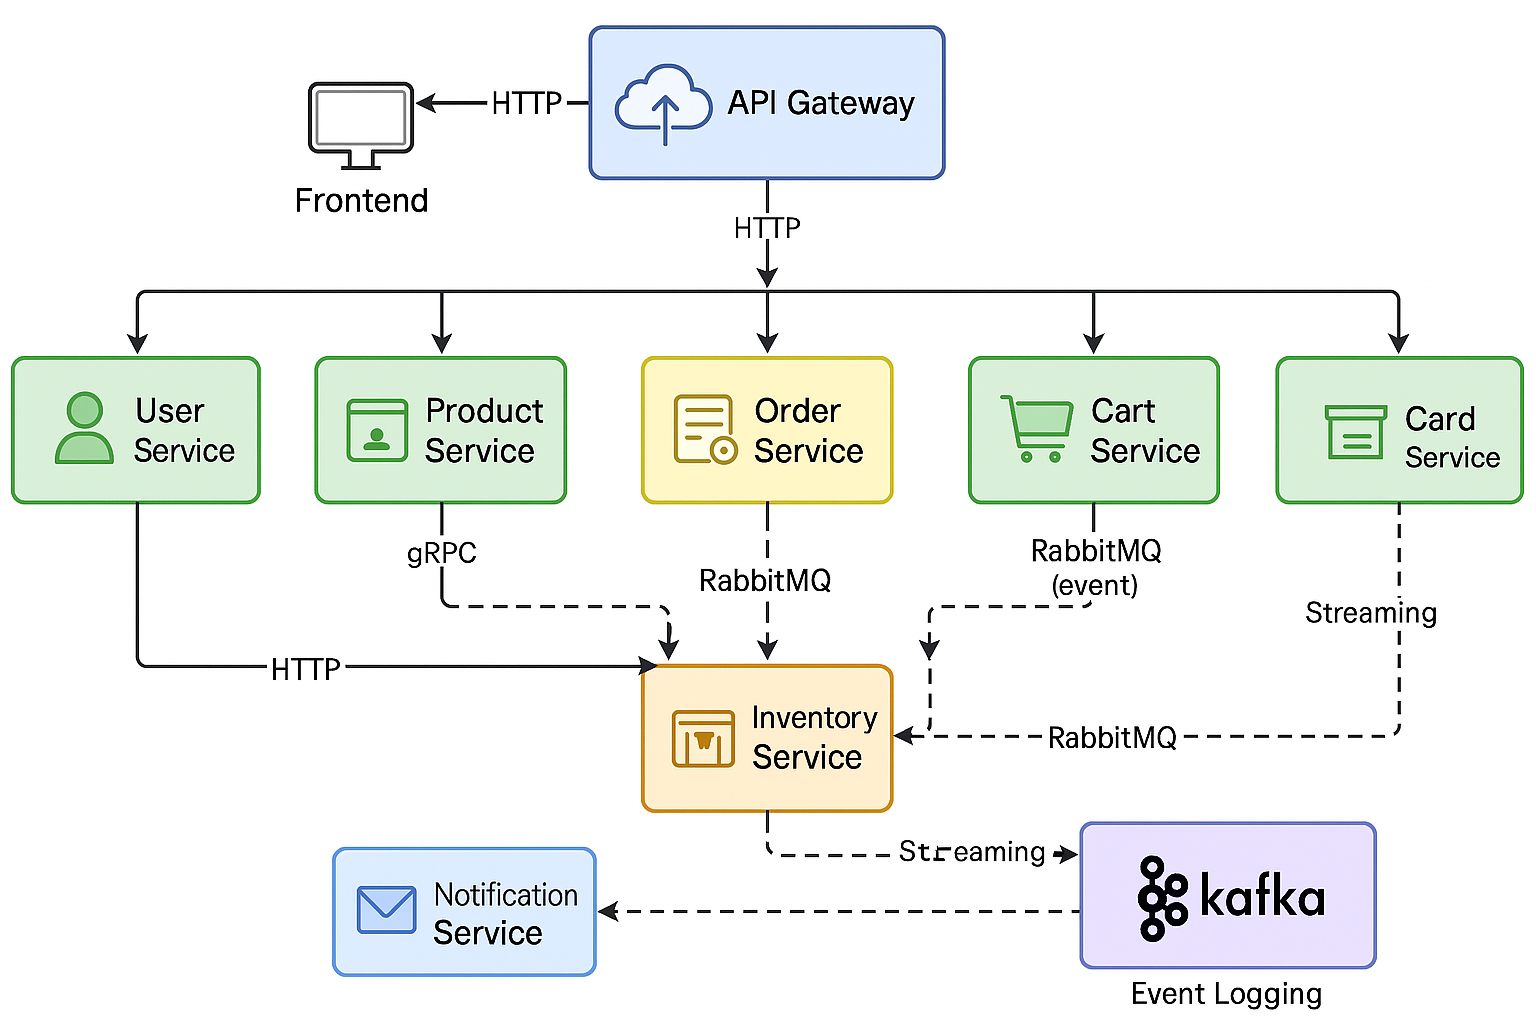 API Gateway
HTTP
Frontend
HTTP
User
Service
Product
Service
Order
Service
Cart
Service
Card
Service
gRPC
RabbitMQ
RabbitMQ
(event)
Streaming
HTTP
Inventory
Service
RabbitMQ
Streaming
Notification
Service
kafka
Event Logging